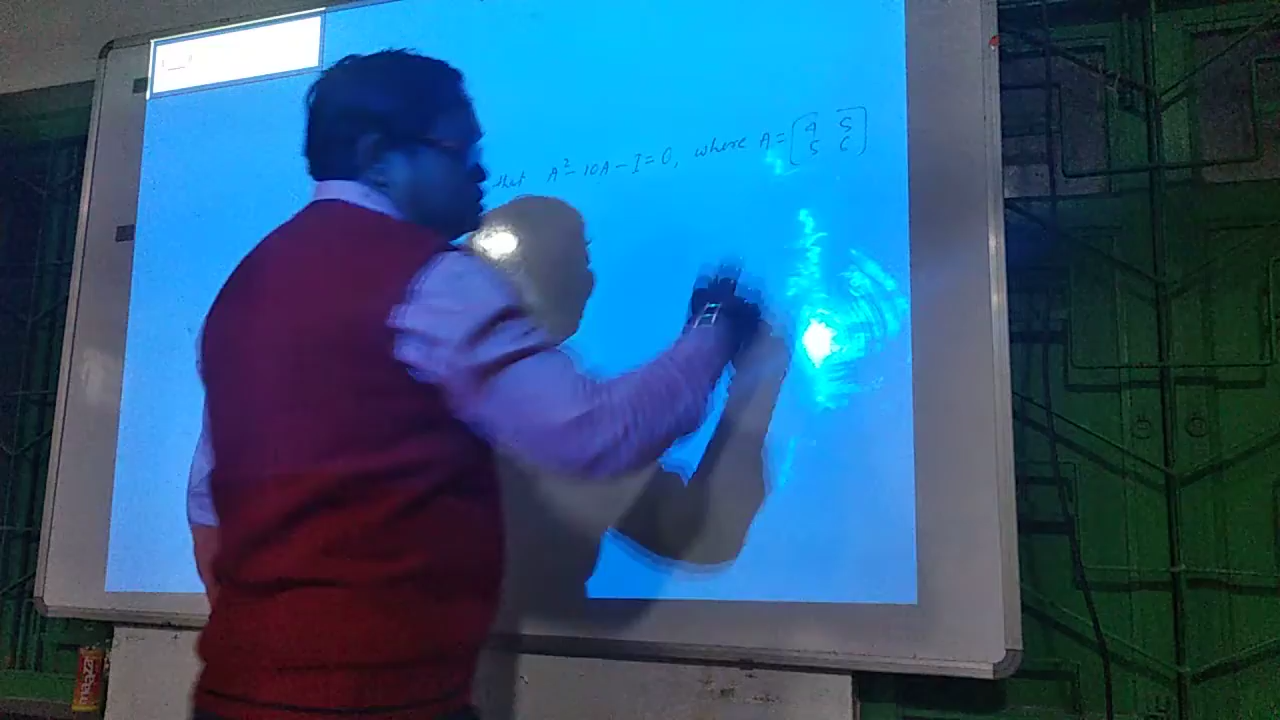 that A² - 10A - I = 0, where A = [4 5
5 6]